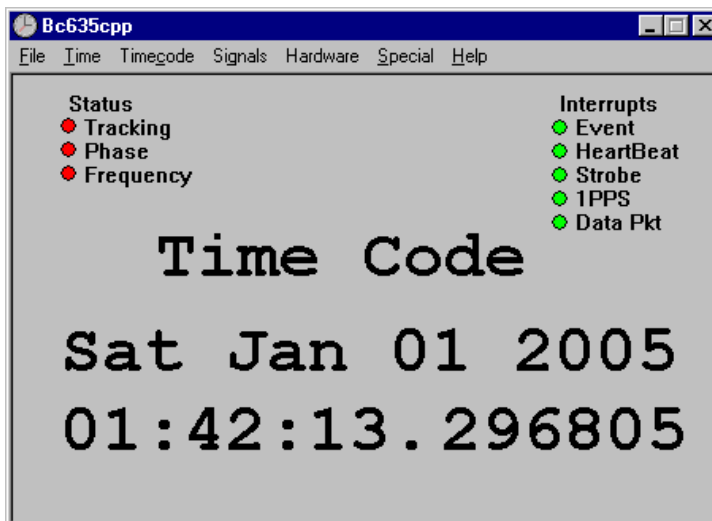 Bc635cpp
File Time Timecode Signals Hardware Special Help
Status
Tracking
Phase
Frequency
Interrupts
Event
HeartBeat
Strobe
1PPS
Data Pkt
Time Code
Sat Jan 01 2005
01:42:13.296805